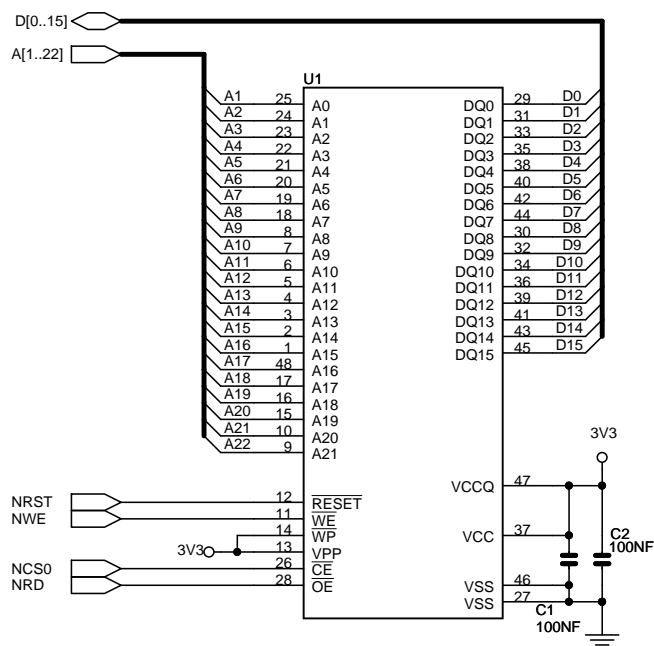 D[0..15]
A[1..22]
U1
A1 25 A0 DQ0 29 D0
A2 24 A1 DQ1 31 D1
A3 23 A2 DQ2 33 D2
A4 22 A3 DQ3 35 D3
A5 21 A4 DQ4 38 D4
A6 20 A5 DQ5 40 D5
A7 19 A6 DQ6 42 D6
A8 18 A7 DQ7 44 D7
A9 8 A8 DQ8 30 D8
A10 7 A9 DQ9 32 D9
A11 6 A10 DQ10 34 D10
A12 5 A11 DQ11 36 D11
A13 4 A12 DQ12 39 D12
A14 3 A13 DQ13 41 D13
A15 2 A14 DQ14 43 D14
A16 1 A15 DQ15 45 D15
A17 48 A16
A18 17 A17
A19 16 A18
A20 15 A19
A21 10 A20
A22 9 A21
3V3
NRST 12 RESET VCCQ 47
NWE 11 WE
14 WP VCC 37 C2
3V3 13 VPP 100NF
NCS0 26 CE
NRD 28 OE VSS 46
VSS 27 C1
100NF